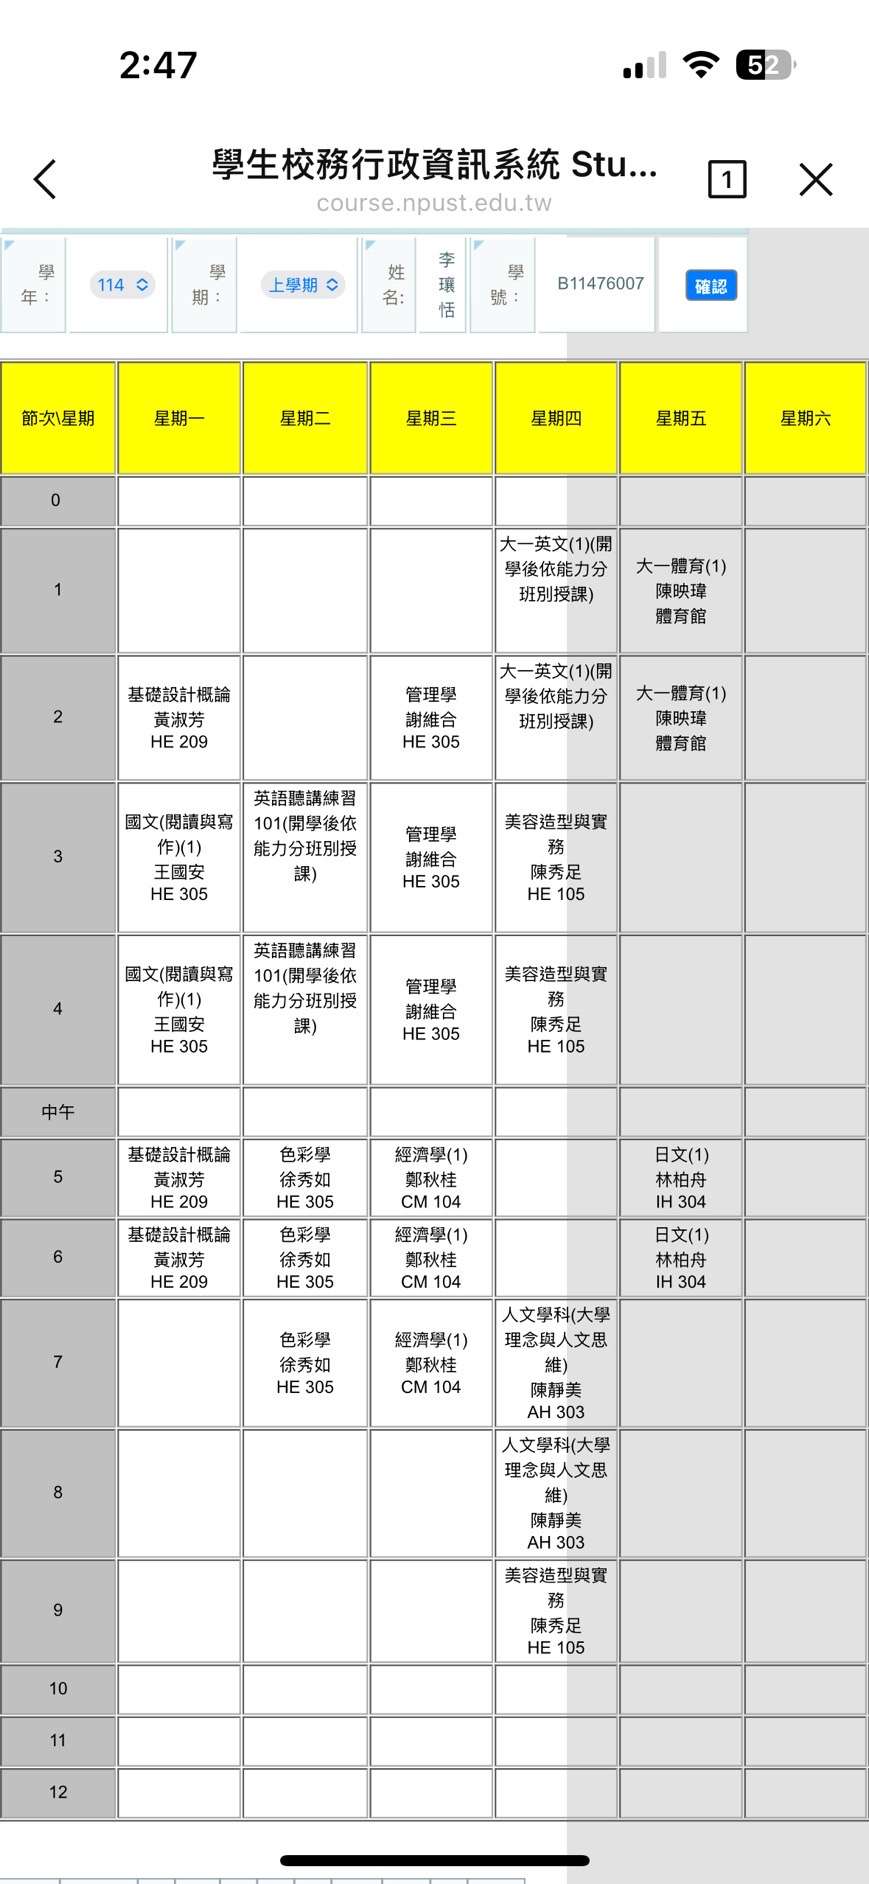 2:47
52
學生校務行政資訊系統 Stu...
1
course.npust.edu.tw
學年：
114
學期：
上學期
姓名:
李瓖恬
學號：
B11476007
確認
節次\星期 星期一 星期二 星期三 星期四 星期五 星期六
0
1
大一英文(1)(開
學後依能力分
班別授課)
大一體育(1)
陳映瑋
體育館
2
基礎設計概論
黃淑芳
HE 209
管理學
謝維合
HE 305
大一英文(1)(開
學後依能力分
班別授課)
大一體育(1)
陳映瑋
體育館
3
國文(閱讀與寫
作)(1)
王國安
HE 305
英語聽講練習
101(開學後依
能力分班別授
課)
管理學
謝維合
HE 305
美容造型與實
務
陳秀足
HE 105
4
國文(閱讀與寫
作)(1)
王國安
HE 305
英語聽講練習
101(開學後依
能力分班別授
課)
管理學
謝維合
HE 305
美容造型與實
務
陳秀足
HE 105
中午
5
基礎設計概論
黃淑芳
HE 209
色彩學
徐秀如
HE 305
經濟學(1)
鄭秋桂
CM 104
日文(1)
林柏舟
IH 304
6
基礎設計概論
黃淑芳
HE 209
色彩學
徐秀如
HE 305
經濟學(1)
鄭秋桂
CM 104
日文(1)
林柏舟
IH 304
7
色彩學
徐秀如
HE 305
經濟學(1)
鄭秋桂
CM 104
人文學科(大學
理念與人文思
維)
陳靜美
AH 303
8
人文學科(大學
理念與人文思
維)
陳靜美
AH 303
9
美容造型與實
務
陳秀足
HE 105
10
11
12